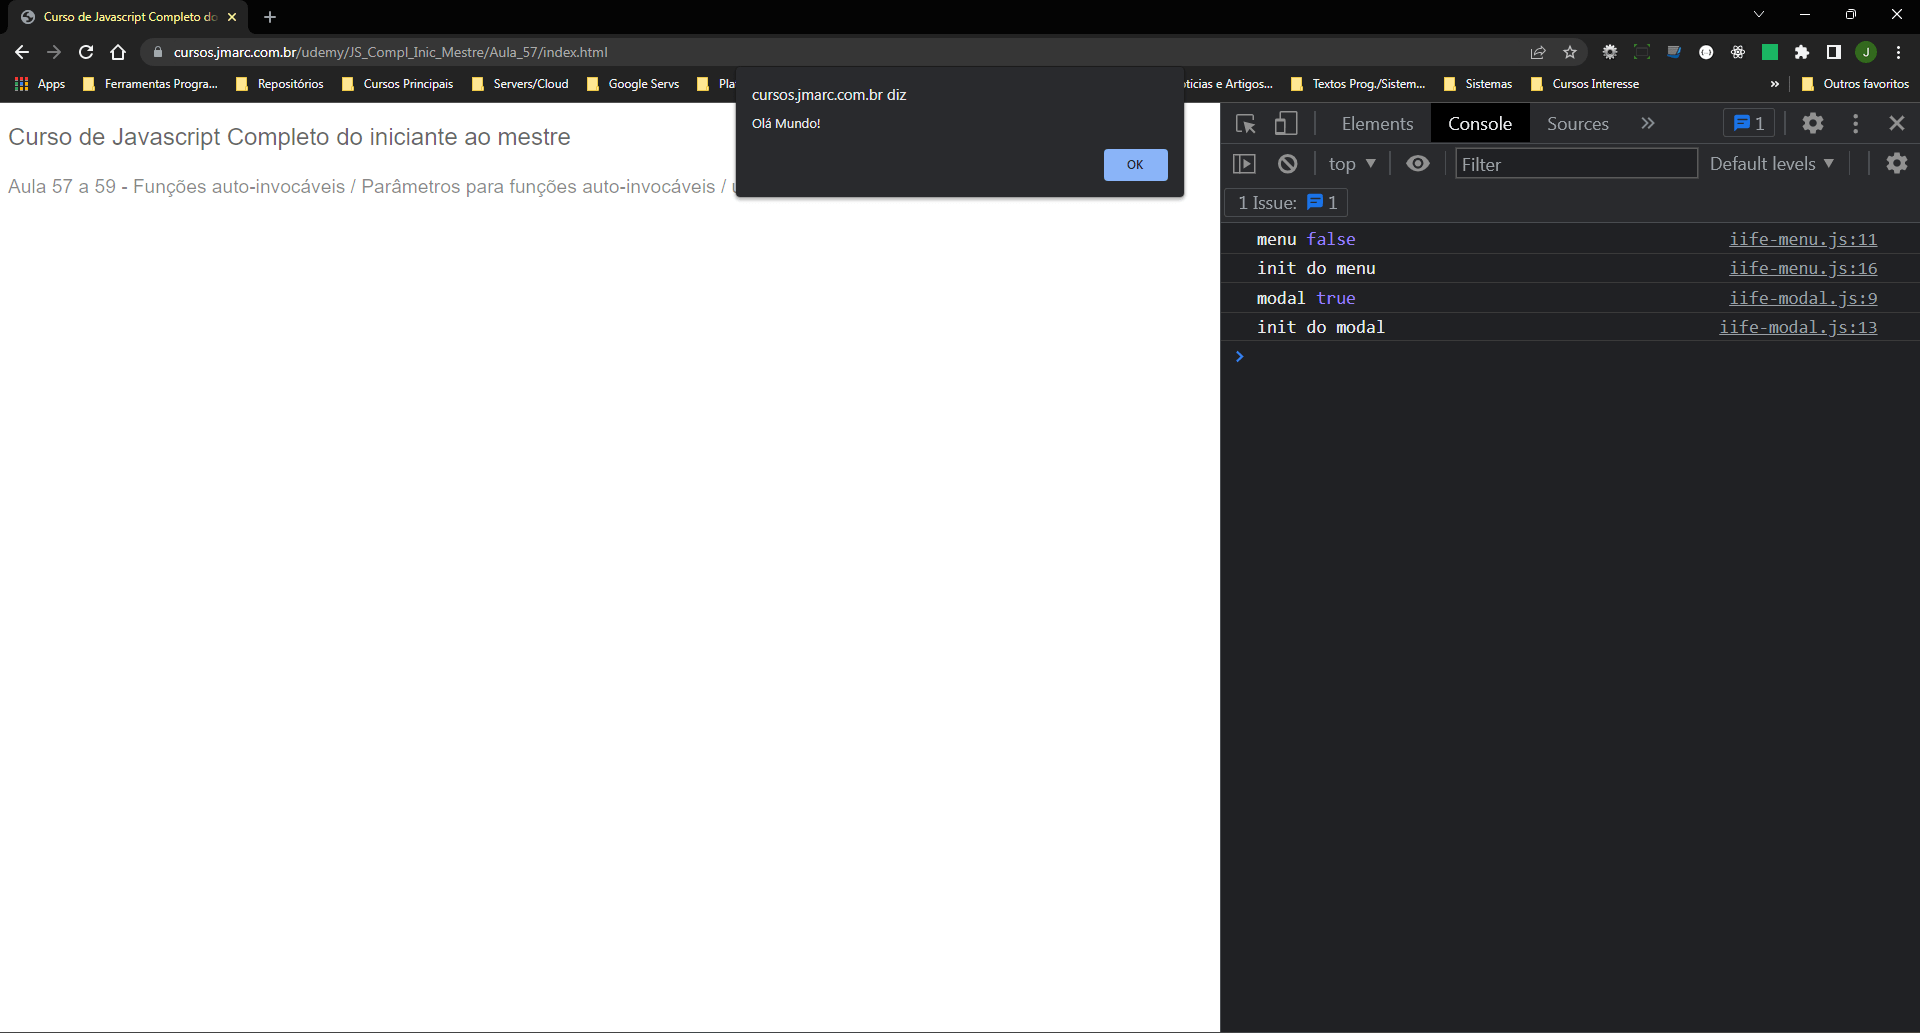 Curso de Javascript Completo do
cursos.jmarc.com.br/udemy/JS_Compl_Inic_Mestre/Aula_57/index.html
J
Apps Ferramentas Progra... Repositórios Cursos Principais Servers/Cloud Google Servs e Artigos... Textos Prog./Sistem... Sistemas Cursos Interesse » Outros favoritos
cursos.jmarc.com.br diz
Olá Mundo!
OK
Curso de Javascript Completo do iniciante ao mestre
Aula 57 a 59 - Funções auto-invocáveis / Parâmetros para funções auto-invocáveis /
Elements Console Sources » 1
top Filter Default levels
1 Issue: 1
menu false iife-menu.js:11
init do menu iife-menu.js:16
modal true iife-modal.js:9
init do modal iife-modal.js:13